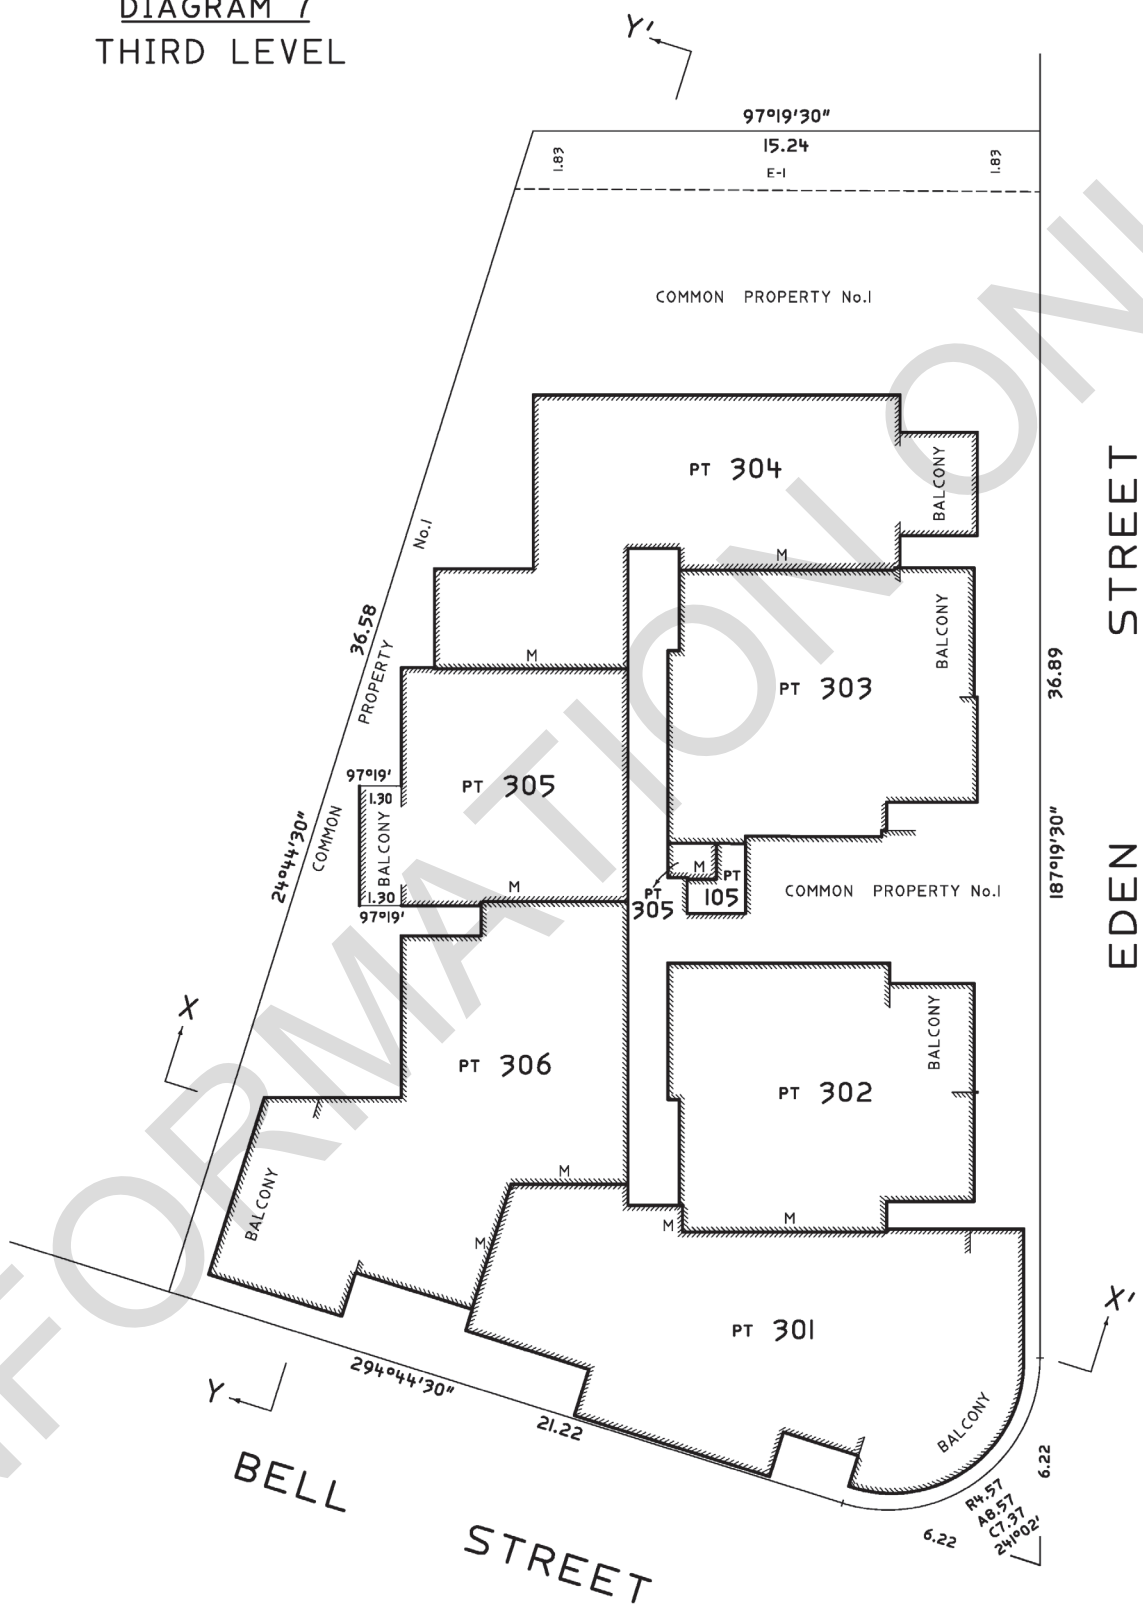 DIAGRAM 7
THIRD LEVEL
Y'
97°19'30"
15.24
1.83
1.83
E-1
COMMON PROPERTY No.1
PT 304
BALCONY
M
STREET
No.1
36.58
PROPERTY
COMMON
24°44'30"
M
BALCONY
PT 303
36.89
PT 305
97°19'
1.30
BALCONY
1.30
97°19'
M
M
PT
105
PT
305
COMMON PROPERTY No.1
187°19'30"
EDEN
X
BALCONY
PT 306
PT 302
BALCONY
M
M
M
M
X'
PT 301
BALCONY
294°44'30"
Y
21.22
BELL
STREET
6.22
R4.57
A8.57
C7.37
241°02'
6.22
INFORMATION ONLY